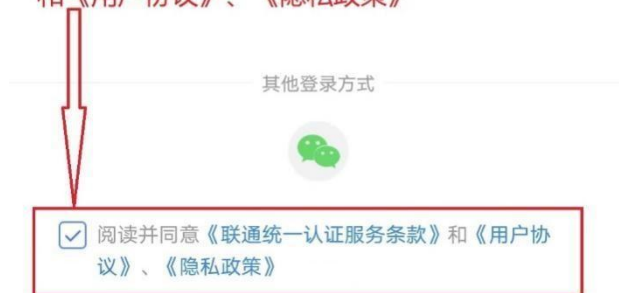 和《用户协议》、《隐私政策》
其他登录方式
阅读并同意《联通统一认证服务条款》和《用户协
议》、《隐私政策》